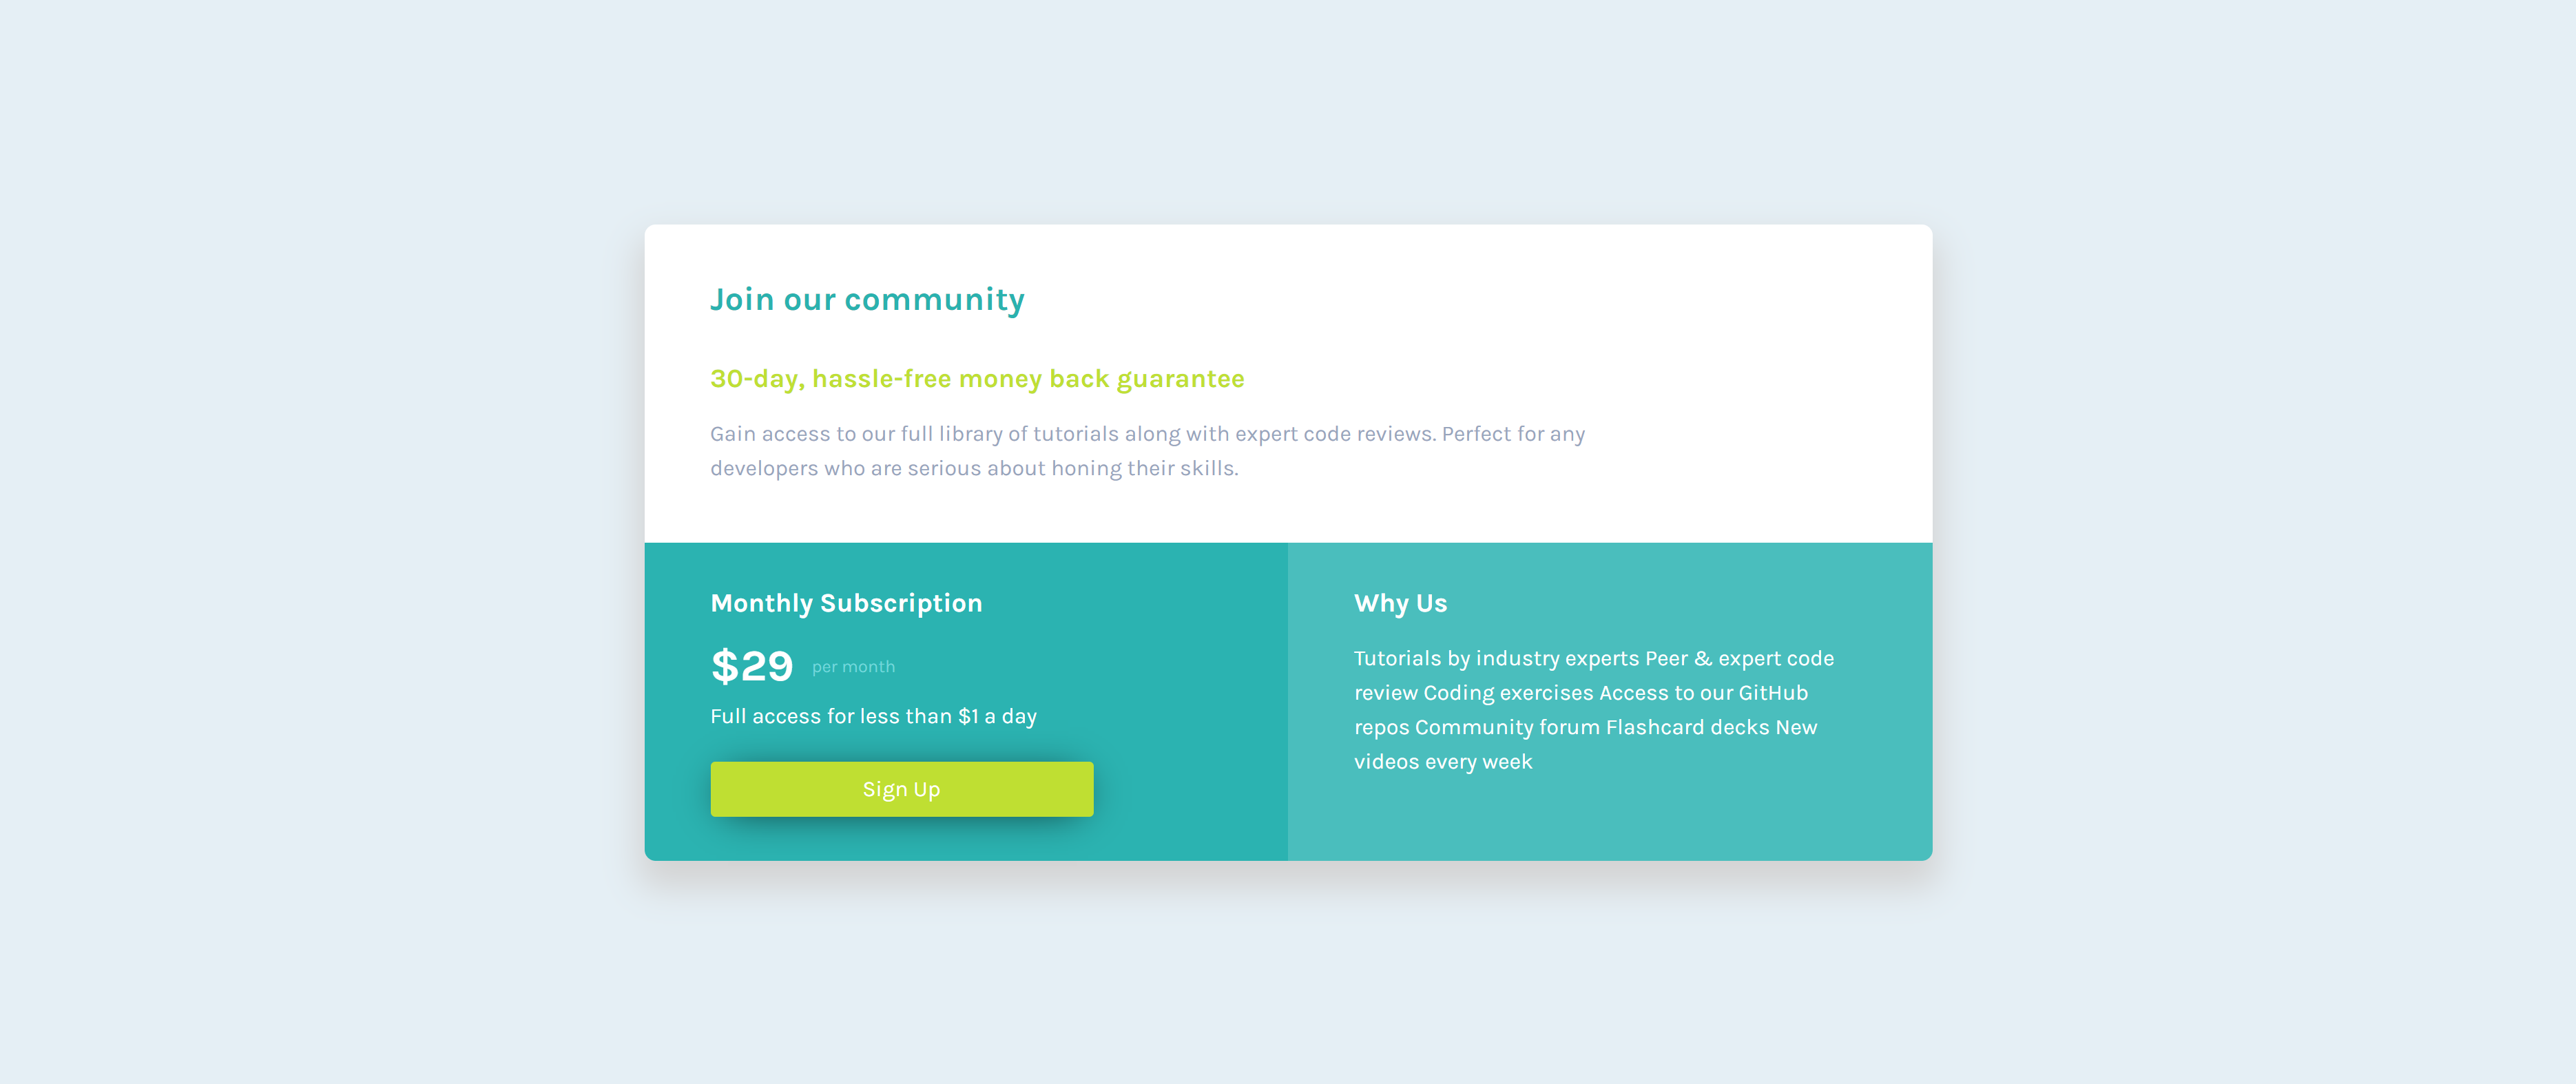 Join our community
30-day, hassle-free money back guarantee
Gain access to our full library of tutorials along with expert code reviews. Perfect for any
developers who are serious about honing their skills.
Monthly Subscription
$29 per month
Full access for less than $1 a day
Sign Up
Why Us
Tutorials by industry experts Peer & expert code
review Coding exercises Access to our GitHub
repos Community forum Flashcard decks New
videos every week